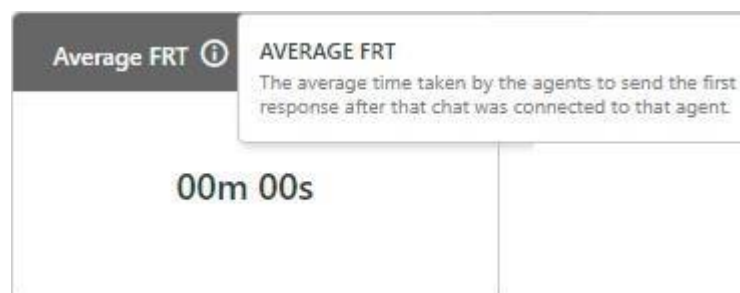 Average FRT
AVERAGE FRT
The average time taken by the agents to send the first
response after that chat was connected to that agent.
00m 00s